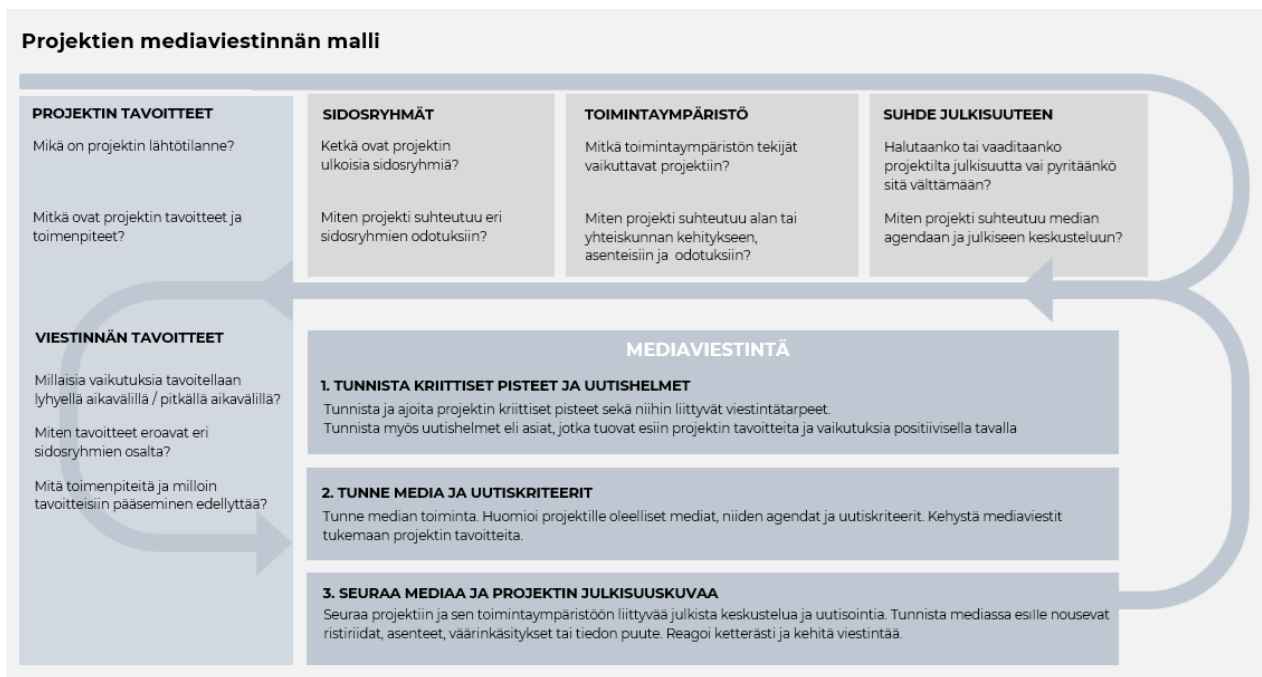 Projektien mediaviestinnän malli
PROJEKTIN TAVOITTEET
Mikä on projektin lähtötilanne?
Mitkä ovat projektin tavoitteet ja
toimenpiteet?
SIDOSRYHMÄT
Ketkä ovat projektin
ulkoisia sidosryhmiä?
Miten projekti suhteutuu eri
sidosryhmien odotuksiin?
TOIMINTAYMPÄRISTÖ
Mitkä toimintaympäristön tekijät
vaikuttavat projektiin?
Miten projekti suhteutuu alan tai
yhteiskunnan kehitykseen,
asenteisiin ja odotuksiin?
SUHDE JULKISUUTEEN
Halutaanko tai vaaditaanko
projektilta julkisuutta vai pyritäänkö
sitä välttämään?
Miten projekti suhteutuu median
agendaan ja julkiseen keskusteluun?
VIESTINNÄN TAVOITTEET
Millaisia vaikutuksia tavoitellaan
lyhyellä aikavälillä / pitkällä aikavälillä?
Miten tavoitteet eroavat eri
sidosryhmien osalta?
Mitä toimenpiteitä ja milloin
tavoitteisiin pääseminen edellyttää?
MEDIAVIESTINTÄ
1. TUNNISTA KRIITTISET PISTEET JA UUTISHELMET
Tunnista ja ajoita projektin kriittiset pisteet sekä niihin liittyvät viestintätarpeet.
Tunnista myös uutishelmet eli asiat, jotka tuovat esiin projektin tavoitteita ja vaikutuksia positiivisella tavalla
2. TUNNE MEDIA JA UUTISKRITEERIT
Tunne median toiminta. Huomioi projektille oleelliset mediat, niiden agendat ja uutiskriteerit. Kehystä mediaviestit
tukemaan projektin tavoitteita.
3. SEURAA MEDIAA JA PROJEKTIN JULKISUUSKUVAA
Seuraa projektiin ja sen toimintaympäristöön liittyvää julkista keskustelua ja uutisointia. Tunnista mediassa esille nousevat
ristiriidat, asenteet, väärinkäsitykset tai tiedon puute. Reagoi ketterästi ja kehitä viestintää.